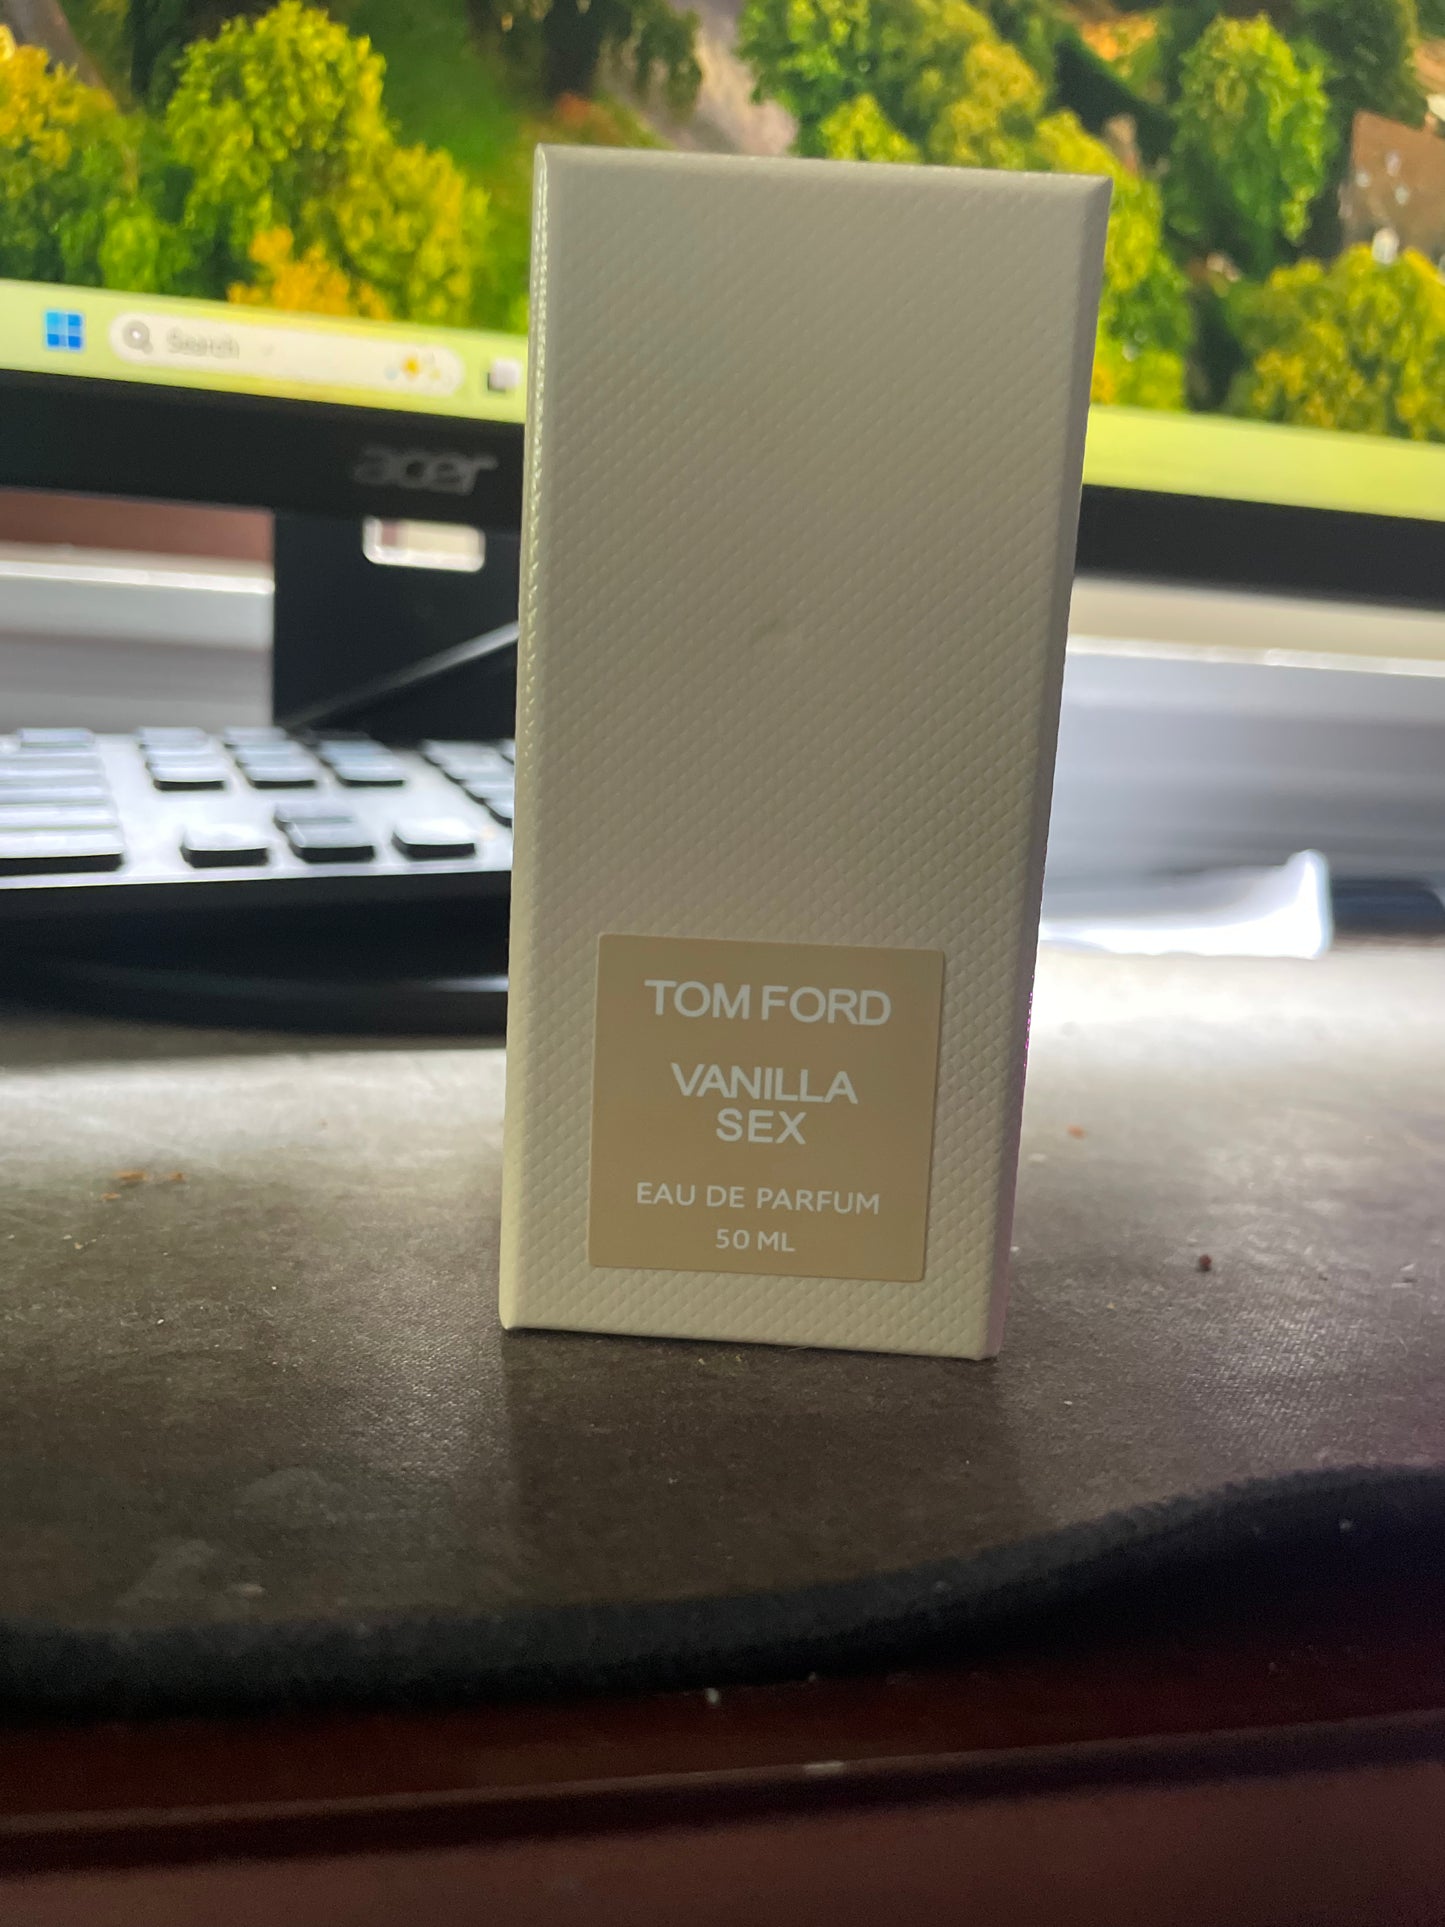 Search
acer
TOM FORD
VANILLA
SEX
EAU DE PARFUM
50 ML